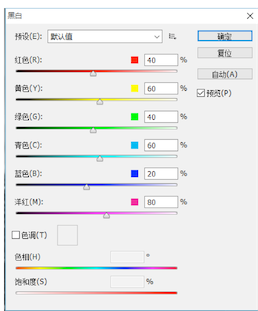 黑白
预设(E): 默认值
确定
复位
自动(A)
预览(P)
红色(R): 40 %
黄色(Y): 60 %
绿色(G): 40 %
青色(C): 60 %
蓝色(B): 20 %
洋红(M): 80 %
色调(T)
色相(H) °
饱和度(S) %